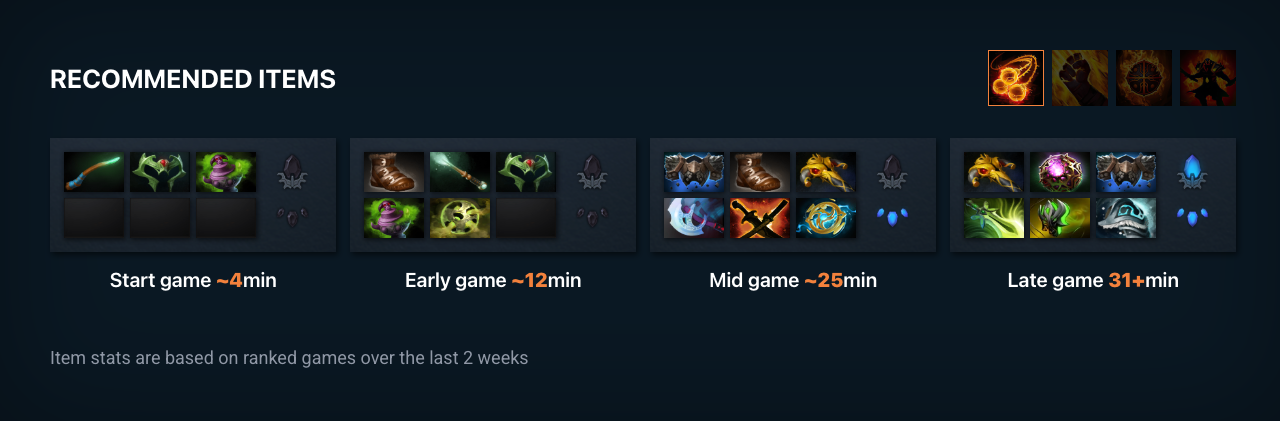 RECOMMENDED ITEMS
Start game ~4min
Early game ~12min
Mid game ~25min
Late game 31+min
Item stats are based on ranked games over the last 2 weeks